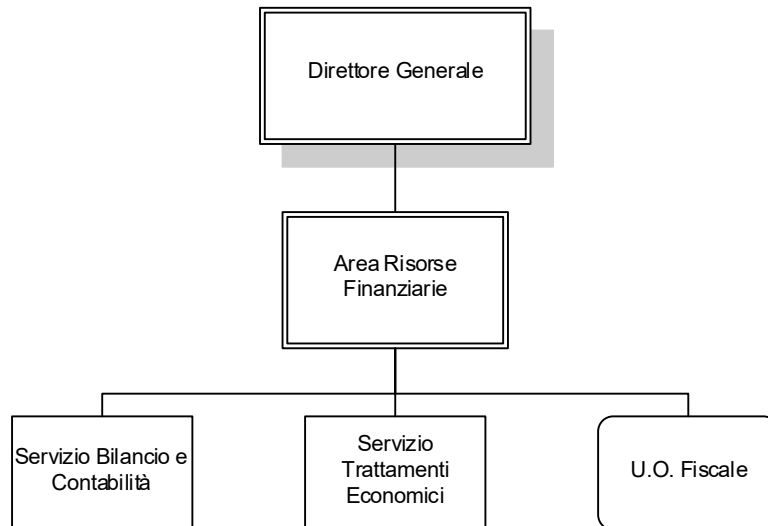 Direttore Generale
Area Risorse
Finanziarie
Servizio Bilancio e
Contabilità
Servizio
Trattamenti
Economici
U.O. Fiscale